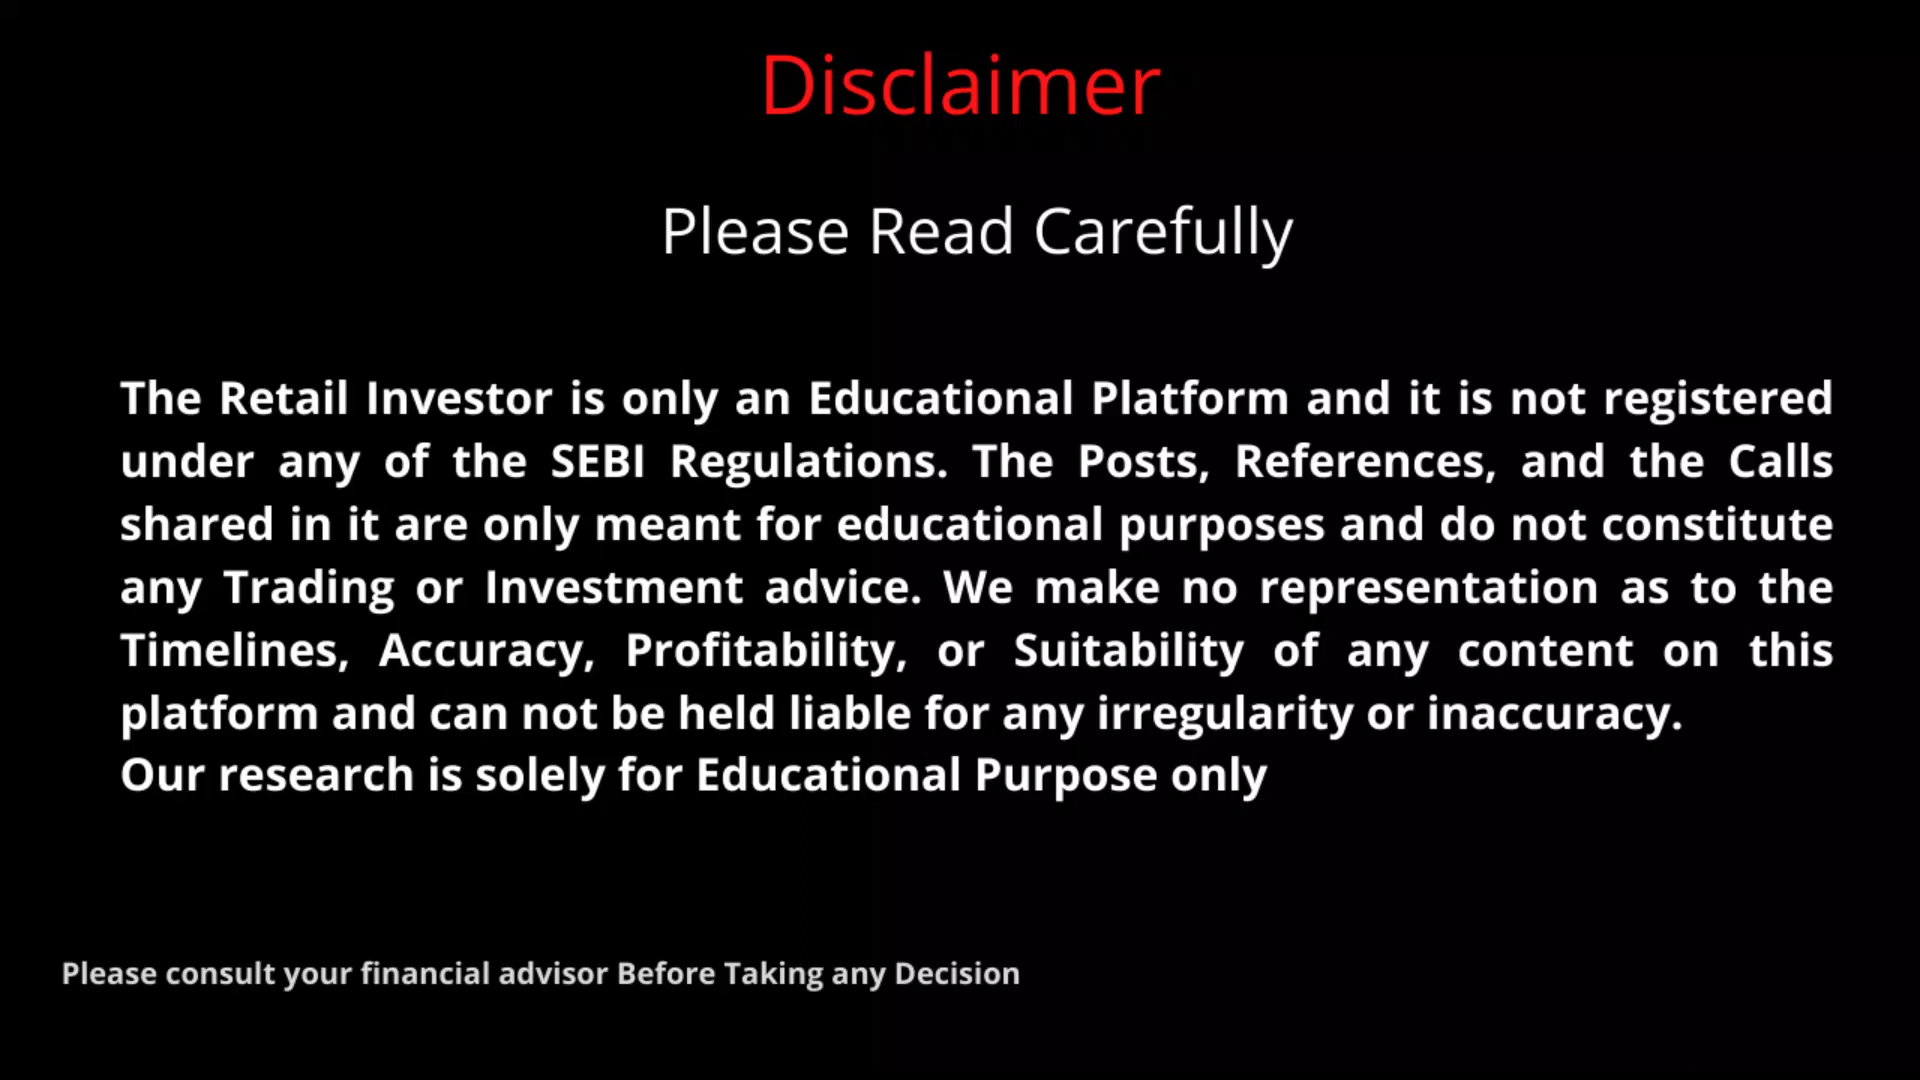 Disclaimer
Please Read Carefully
The Retail Investor is only an Educational Platform and it is not registered
under any of the SEBI Regulations. The Posts, References, and the Calls
shared in it are only meant for educational purposes and do not constitute
any Trading or Investment advice. We make no representation as to the
Timelines, Accuracy, Profitability, or Suitability of any content on this
platform and can not be held liable for any irregularity or inaccuracy.
Our research is solely for Educational Purpose only
Please consult your financial advisor Before Taking any Decision